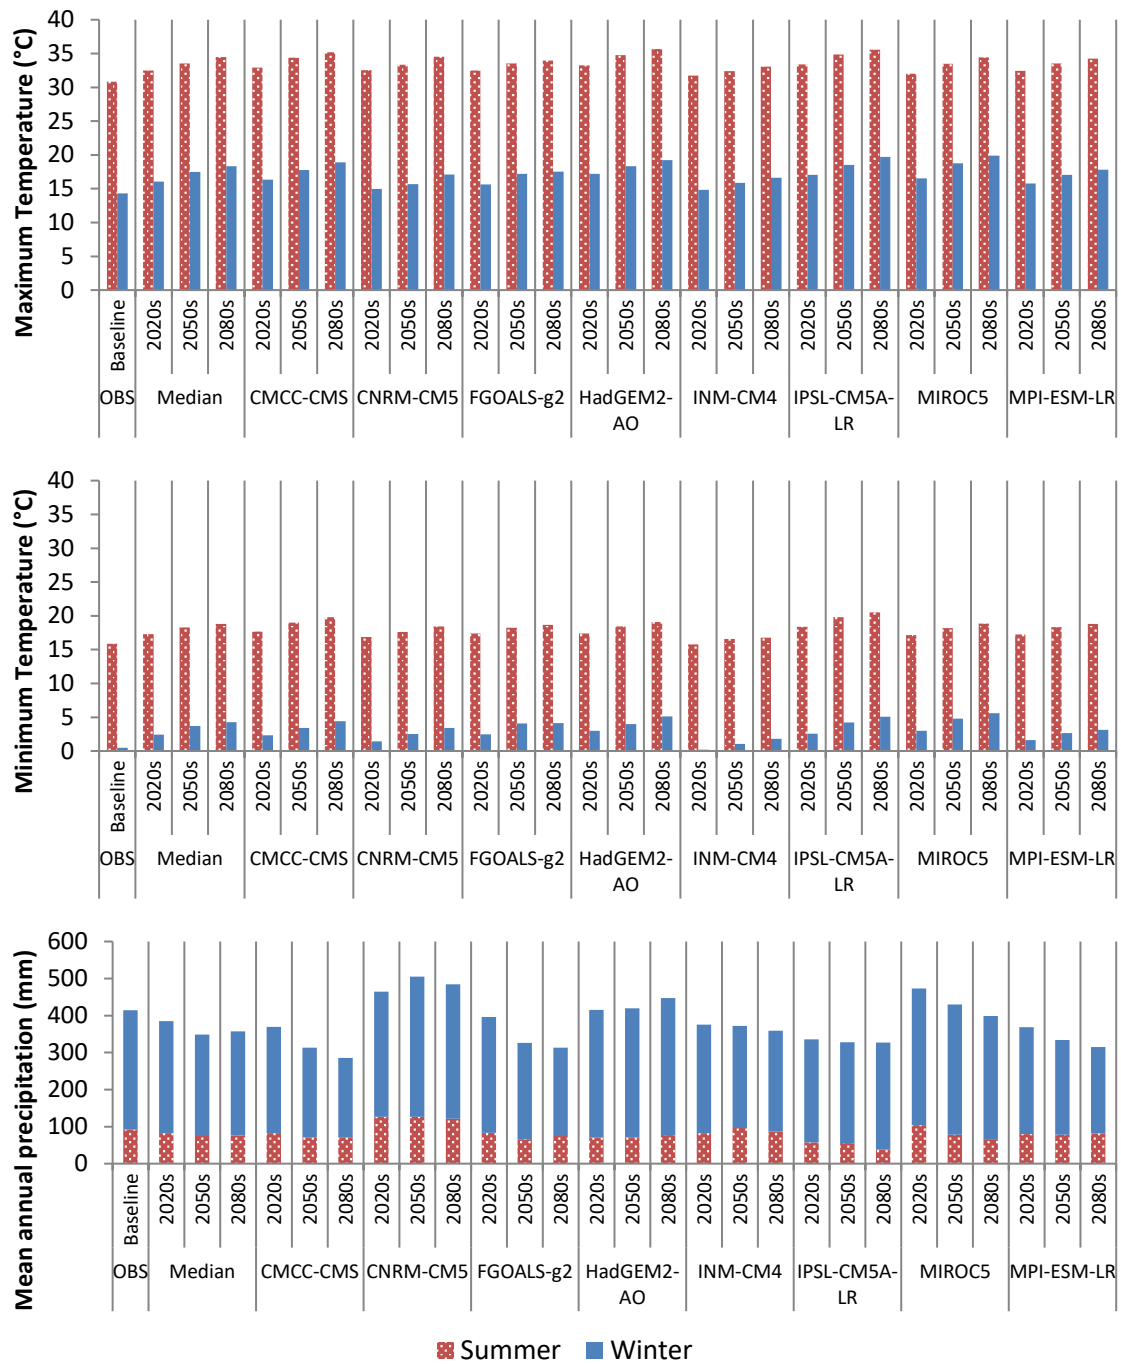 Maximum Temperature (°C)
40
35
30
25
20
15
10
5
0
Baseline 2020s 2050s 2080s 2020s 2050s 2080s 2020s 2050s 2080s 2020s 2050s 2080s 2020s 2050s 2080s 2020s 2050s 2080s 2020s 2050s 2080s 2020s 2050s 2080s 2020s 2050s 2080s
OBS Median CMCC-CMS CNRM-CM5 FGOALS-g2 HadGEM2- INM-CM4 IPSL-CM5A- MIROC5 MPI-ESM-LR
AO LR
Minimum Temperature (°C)
40
35
30
25
20
15
10
5
0
Baseline 2020s 2050s 2080s 2020s 2050s 2080s 2020s 2050s 2080s 2020s 2050s 2080s 2020s 2050s 2080s 2020s 2050s 2080s 2020s 2050s 2080s 2020s 2050s 2080s 2020s 2050s 2080s
OBS Median CMCC-CMS CNRM-CM5 FGOALS-g2 HadGEM2- INM-CM4 IPSL-CM5A- MIROC5 MPI-ESM-LR
AO LR
Mean annual precipitation (mm)
600
500
400
300
200
100
0
Baseline 2020s 2050s 2080s 2020s 2050s 2080s 2020s 2050s 2080s 2020s 2050s 2080s 2020s 2050s 2080s 2020s 2050s 2080s 2020s 2050s 2080s 2020s 2050s 2080s 2020s 2050s 2080s
OBS Median CMCC-CMS CNRM-CM5 FGOALS-g2 HadGEM2- INM-CM4 IPSL-CM5A- MIROC5 MPI-ESM-LR
AO LR
Summer Winter